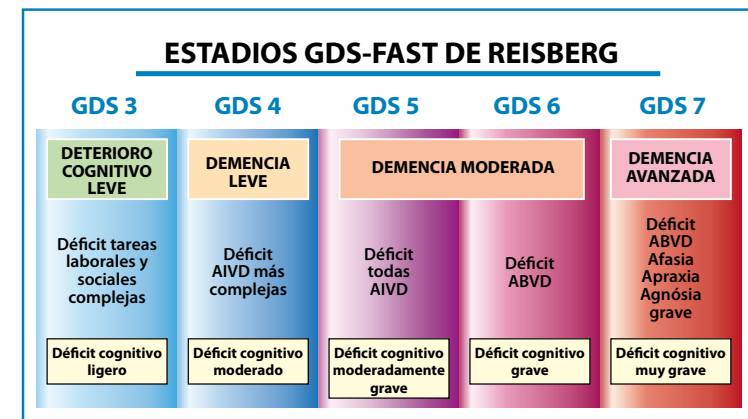 ESTADIOS GDS-FAST DE REISBERG
GDS 3
GDS 4
GDS 5
GDS 6
GDS 7
DETERIORO
COGNITIVO
LEVE
DEMENCIA
LEVE
DEMENCIA MODERADA
DEMENCIA
AVANZADA
Déficit tareas
laborales y
sociales
complejas
Déficit
AIVD más
complejas
Déficit
todas
AIVD
Déficit
ABVD
Déficit
ABVD
Afasia
Apraxia
Agnósia
grave
Déficit cognitivo
ligero
Déficit cognitivo
moderado
Déficit cognitivo
moderadamente
grave
Déficit cognitivo
grave
Déficit cognitivo
muy grave